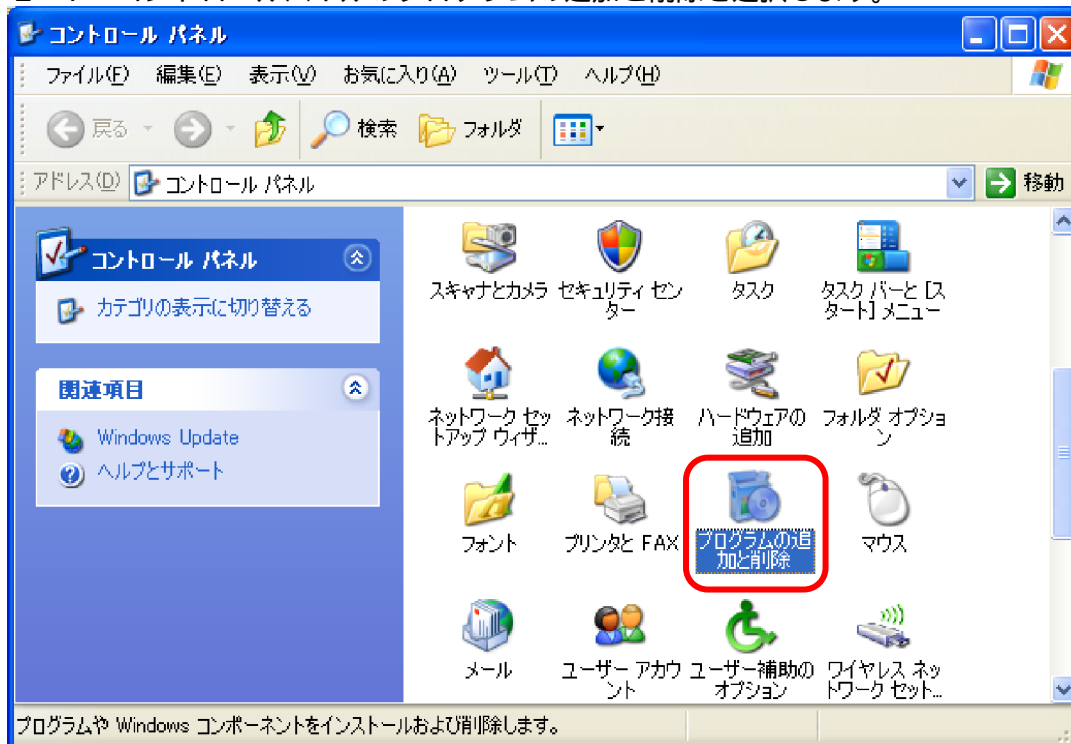 の追加と削除を選択します。
コントロール パネル
ファイル(F) 編集(E) 表示(V) お気に入り(A) ツール(T) ヘルプ(H)
戻る 検索 フォルダ
アドレス(D) コントロール パネル 移動
コントロール パネル
カテゴリの表示に切り替える
関連項目
Windows Update
ヘルプとサポート
スキャナとカメラ
セキュリティ セン
ター
タスク
タスク バーと [ス
タート] メニュー
ネットワーク セッ
トアップ ウィザ...
ネットワーク接
続
ハードウェアの
追加
フォルダ オプショ
ン
フォント
プリンタと FAX
プログラムの追
加と削除
マウス
メール
ユーザー アカウ
ント
ユーザー補助の
オプション
ワイヤレス ネッ
トワーク セット...
プログラムや Windows コンポーネントをインストールおよび削除します。